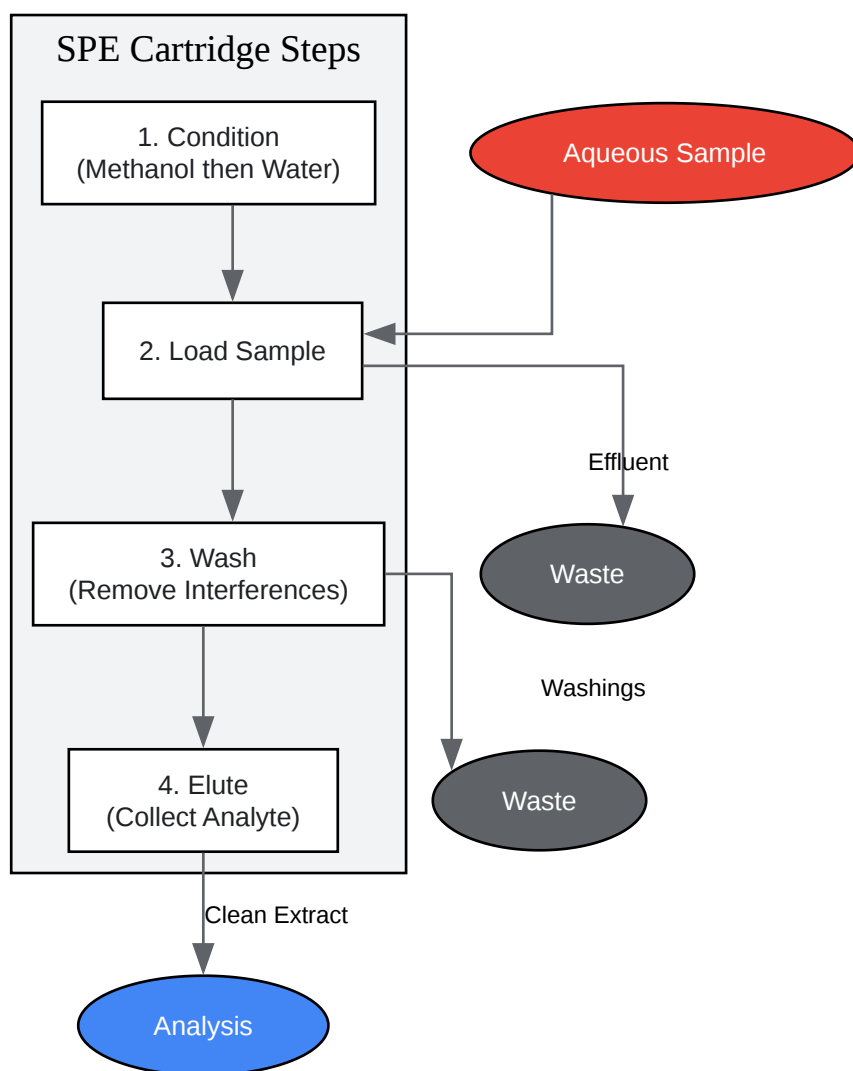 SPE Cartridge Steps
1. Condition
(Methanol then Water)
Aqueous Sample
2. Load Sample
Effluent
3. Wash
(Remove Interferences)
Waste
Washings
4. Elute
(Collect Analyte)
Waste
Clean Extract
Analysis